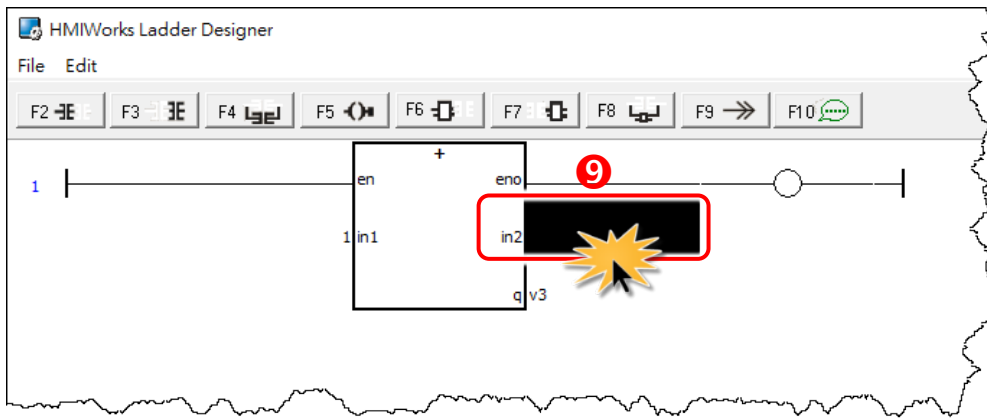 HMIWorks Ladder Designer
File Edit
F2 F3 F4 F5 F6 F7 F8 F9 F10
+
1 en eno 9
1 in1 in2
q v3